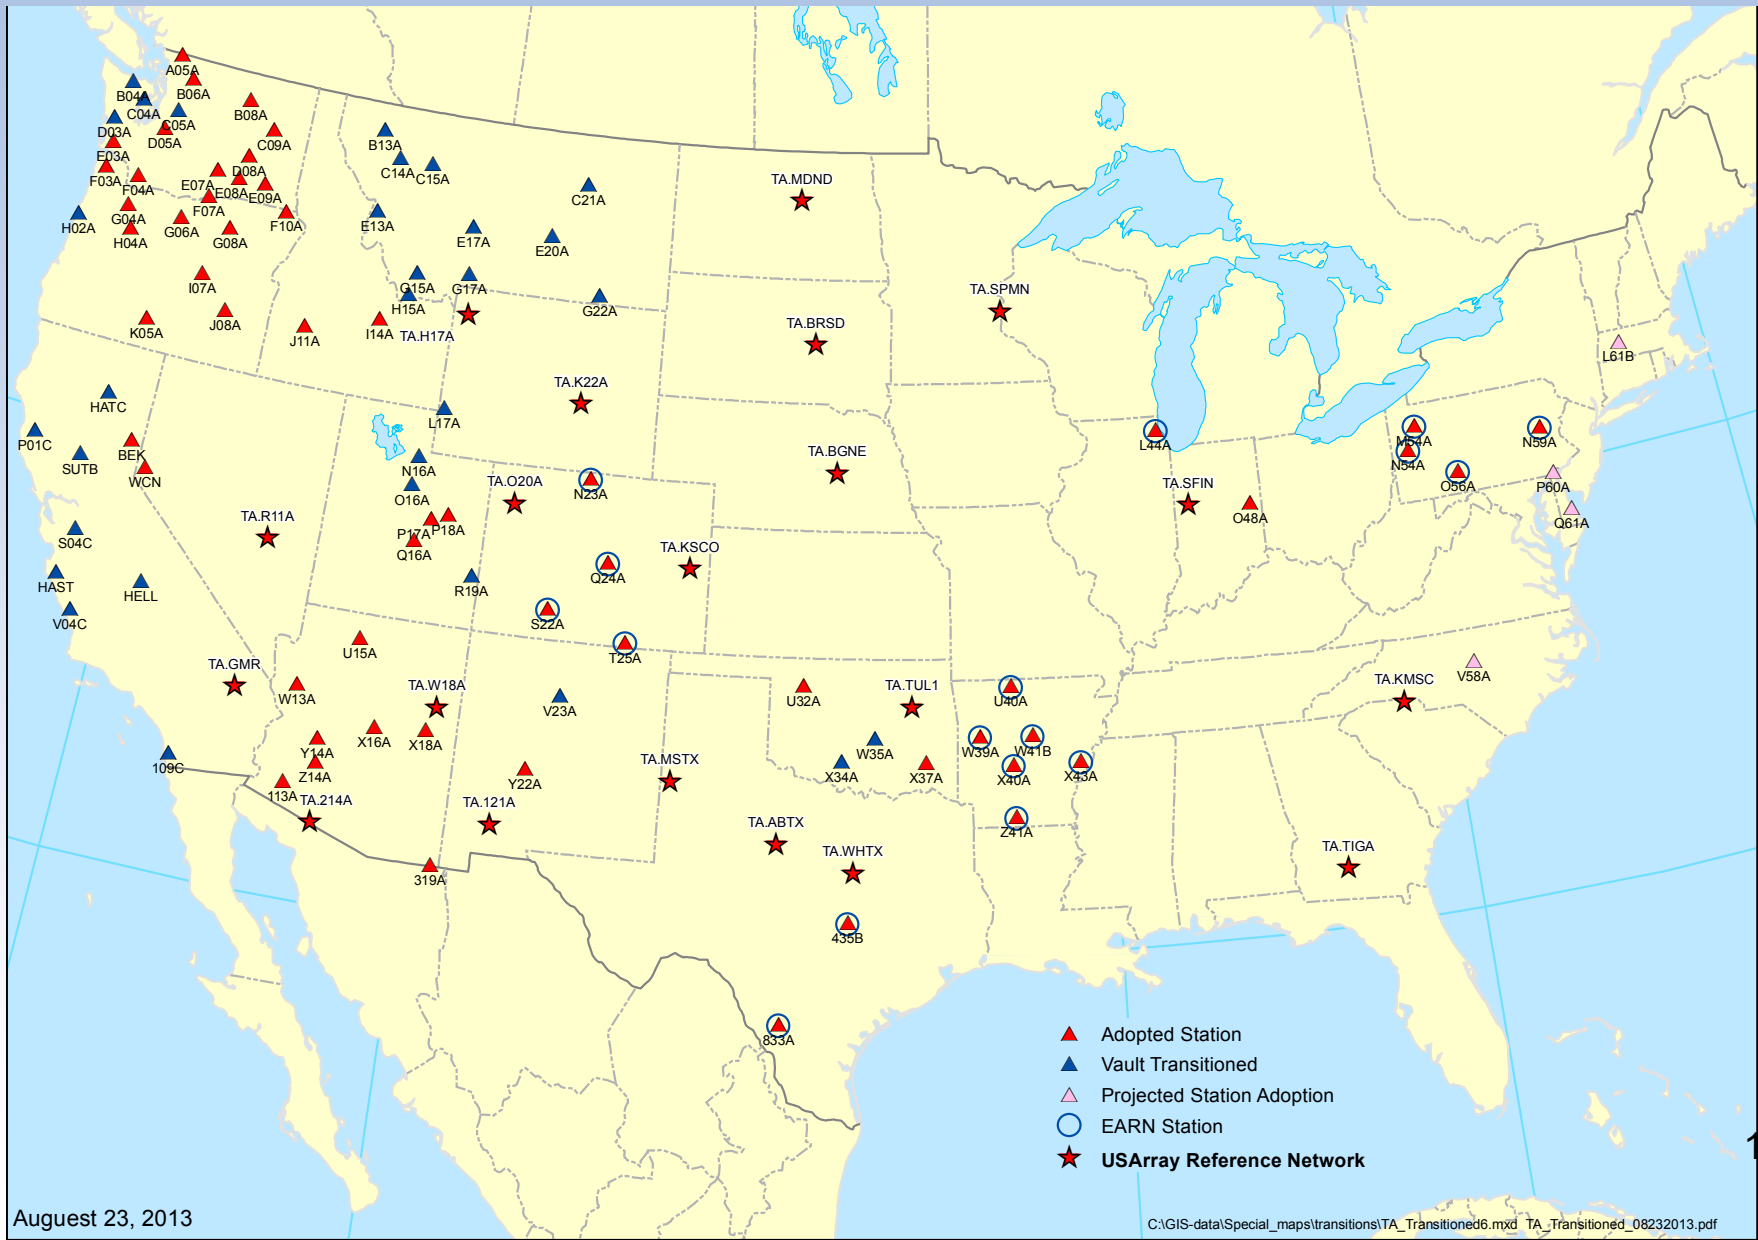 A05A
B06A
B04A
C04A
C05A
B08A
D03A
D05A
C09A
E03A
D08A
F03A
F04A
E07A
E08A
E09A
F07A
G04A
H02A
H04A
G06A
G08A
F10A
I07A
K05A
J08A
J11A
I14A
B13A
C14A
C15A
C21A
E13A
E17A
E20A
G15A
G17A
H15A
G22A
TA.H17A
TA.MDND
TA.SPMN
TA.BRSD
TA.K22A
L61B
HATC
L17A
P01C
SUTB
BEK
WCN
N16A
O16A
TA.O20A
N23A
TA.BGNE
L44A
M54A
N54A
N59A
O56A
P60A
Q61A
TA.SFIN
O48A
S04C
TA.R11A
P17A
P18A
Q16A
TA.KSCO
HAST
HELL
V04C
R19A
Q24A
S22A
T25A
U15A
TA.GMR
W13A
TA.W18A
V23A
U32A
TA.TUL1
U40A
V58A
TA.KMSC
X16A
X18A
Y14A
109C
Z14A
113A
TA.214A
TA.121A
Y22A
TA.MSTX
W35A
X34A
X37A
W39A
W41B
X40A
X43A
Z41A
TA.ABTX
TA.WHTX
TA.TIGA
319A
435B
833A
Adopted Station
Vault Transitioned
Projected Station Adoption
EARN Station
USArray Reference Network
1
Auguest 23, 2013
C:\GIS-data\Special_maps\transitions\TA_Transitioned6.mxd TA_Transitioned_08232013.pdf